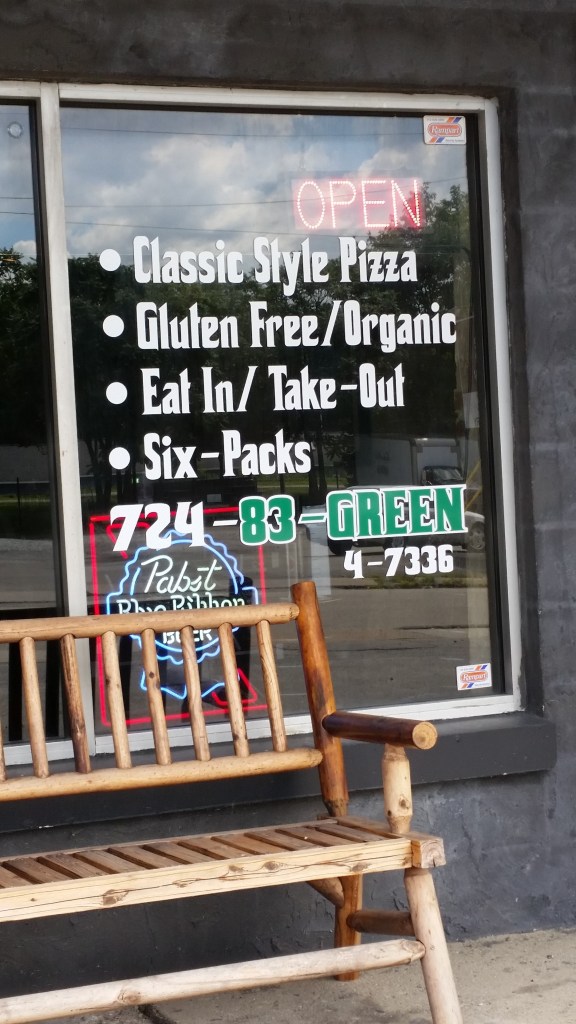 Rampart
OPEN
• Classic Style Pizza
• Gluten Free/Organic
• Eat In/ Take-Out
• Six-Packs
724-83-GREEN
4-7336
Pabst
Blue Ribbon
BEER
Rampart